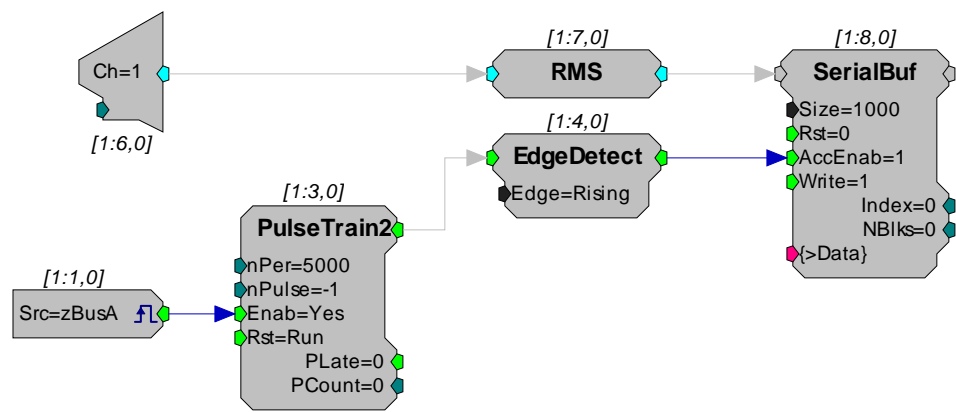 [1:7,0]
[1:8,0]
Ch=1
RMS
SerialBuf
[1:6,0]
Size=1000
Rst=0
AccEnab=1
Write=1
Index=0
NBlks=0
{>Data}
[1:4,0]
EdgeDetect
Edge=Rising
[1:3,0]
PulseTrain2
nPer=5000
nPulse=-1
Enab=Yes
Rst=Run
PLate=0
PCount=0
[1:1,0]
Src=zBusA